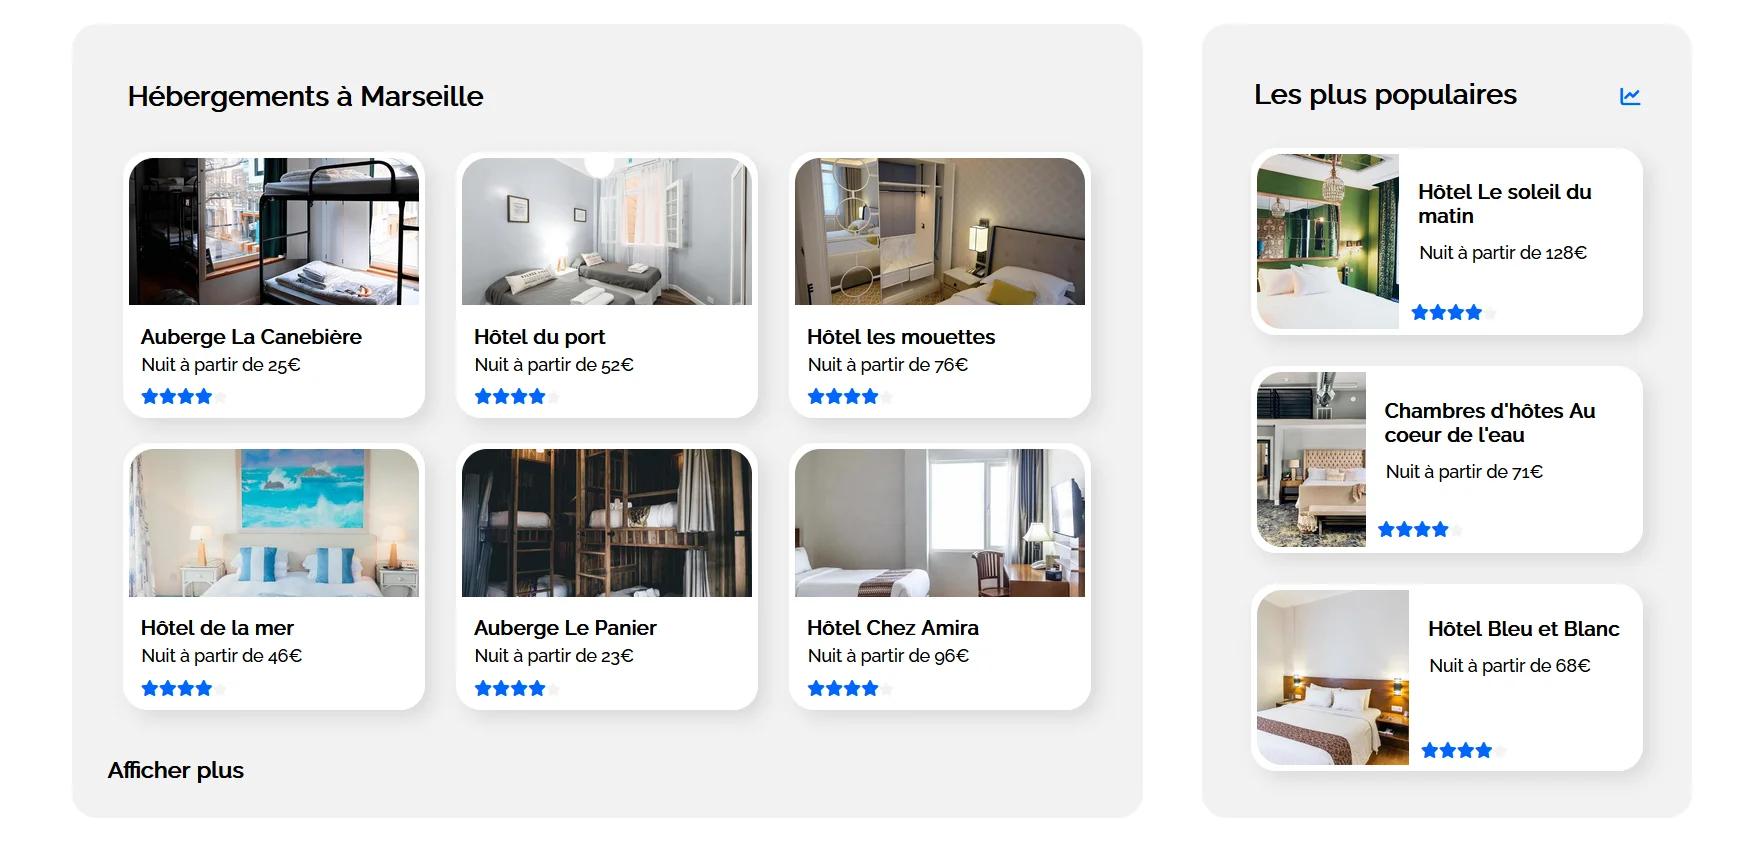 Hébergements à Marseille
Auberge La Canebière
Nuit à partir de 25€
Hôtel du port
Nuit à partir de 52€
Hôtel les mouettes
Nuit à partir de 76€
Hôtel de la mer
Nuit à partir de 46€
Auberge Le Panier
Nuit à partir de 23€
Hôtel Chez Amira
Nuit à partir de 96€
Afficher plus
Les plus populaires
Hôtel Le soleil du
matin
Nuit à partir de 128€
Chambres d'hôtes Au
coeur de l'eau
Nuit à partir de 71€
Hôtel Bleu et Blanc
Nuit à partir de 68€